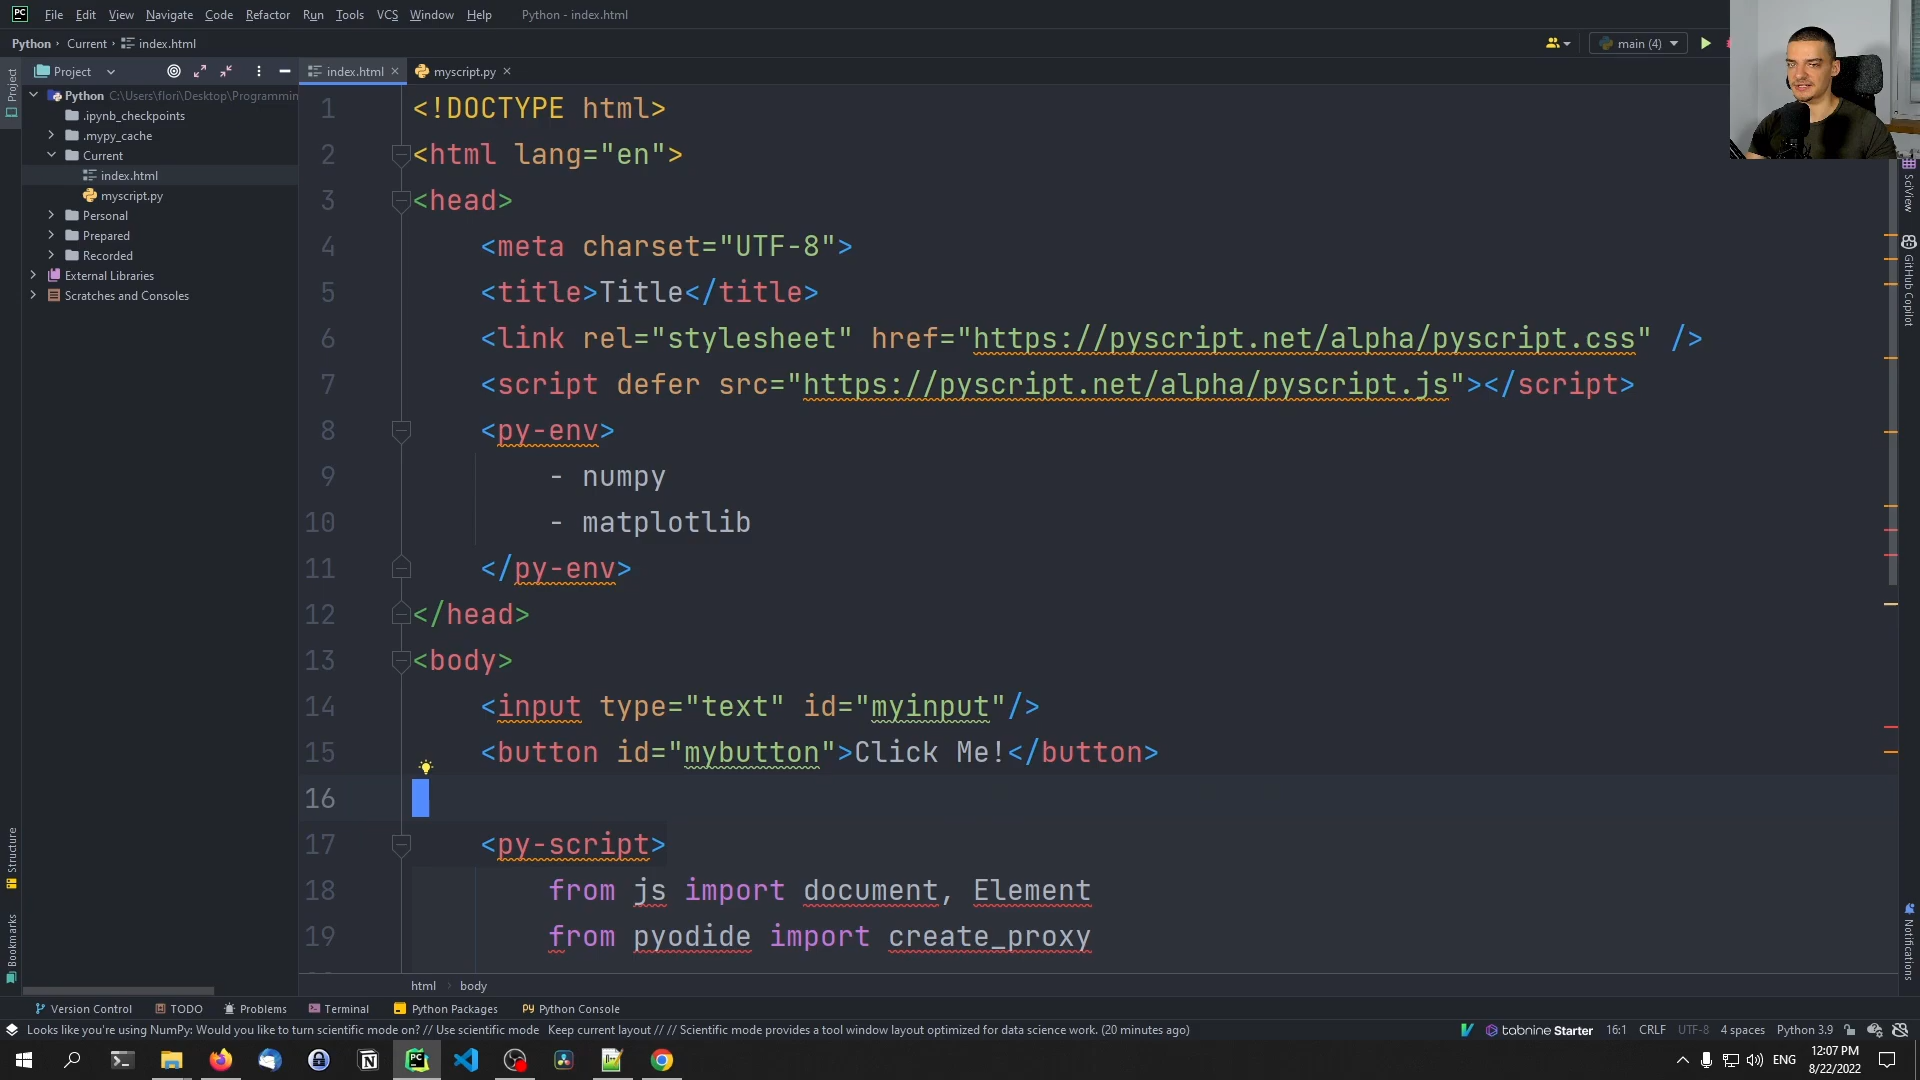 PC File Edit View Navigate Code Refactor Run Tools VCS Window Help Python - index.html
Python › Current › index.html main (4)
Project index.html myscript.py
Python C:\Users\flori\Desktop\Programmin
.ipynb_checkpoints
.mypy_cache
Current
index.html
myscript.py
Personal
Prepared
Recorded
External Libraries
Scratches and Consoles
Project
Structure
Bookmarks
1 <!DOCTYPE html>
2 <html lang="en">
3 <head>
4 <meta charset="UTF-8">
5 <title>Title</title>
6 <link rel="stylesheet" href="https://pyscript.net/alpha/pyscript.css" />
7 <script defer src="https://pyscript.net/alpha/pyscript.js"></script>
8 <py-env>
9 - numpy
10 - matplotlib
11 </py-env>
12 </head>
13 <body>
14 <input type="text" id="myinput"/>
15 <button id="mybutton">Click Me!</button>
16
17 <py-script>
18 from js import document, Element
19 from pyodide import create_proxy
SciView
GitHub Copilot
Notifications
html › body
Version Control TODO Problems Terminal Python Packages Python Console
Looks like you're using NumPy: Would you like to turn scientific mode on? // Use scientific mode Keep current layout // // Scientific mode provides a tool window layout optimized for data science work. (20 minutes ago) tabnine Starter 16:1 CRLF UTF-8 4 spaces Python 3.9
ENG 12:07 PM
8/22/2022